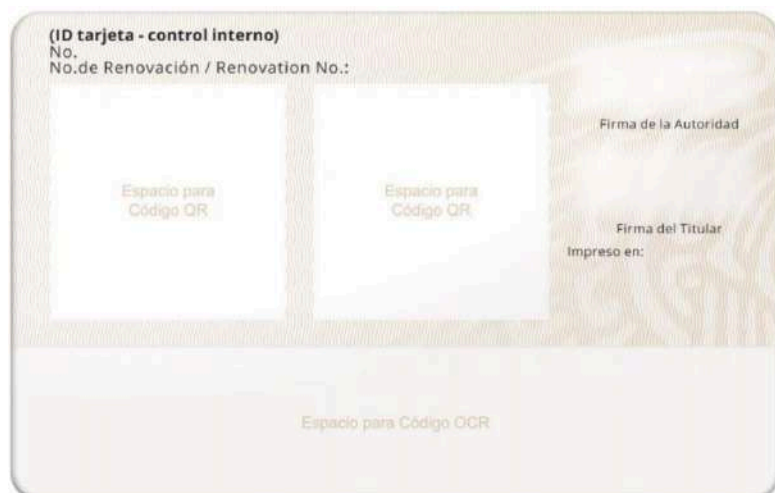 (ID tarjeta - control interno)
No.
No.de Renovación / Renovation No.:
Espacio para
Código QR
Espacio para
Código QR
Firma de la Autoridad
Firma del Titular
Impreso en:
Espacio para Código OCR